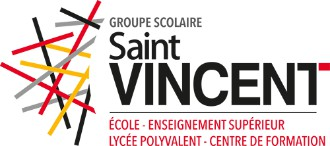 GROUPE SCOLAIRE
Saint
VINCENT
ÉCOLE - ENSEIGNEMENT SUPÉRIEUR
LYCÉE POLYVALENT - CENTRE DE FORMATION